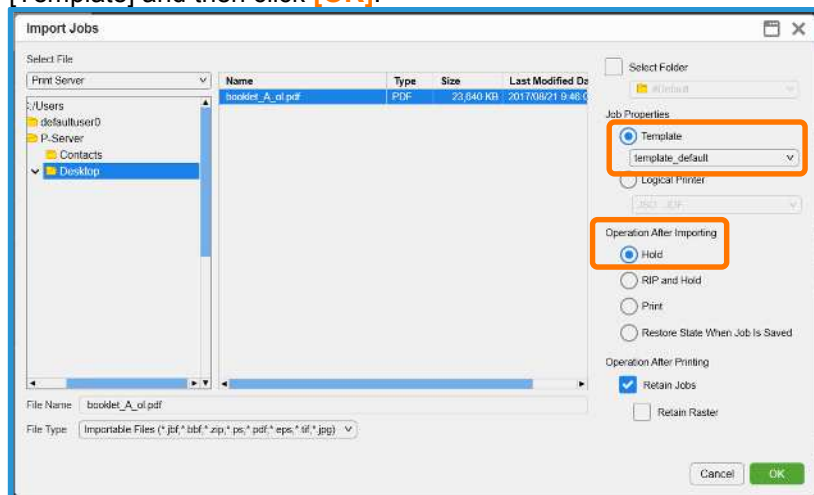 [Template] and then click [OK].
Import Jobs
Select File
Print Server
Name Type Size Last Modified Da
booklet_A_ol.pdf PDF 23,640 KB 2017/08/21 9:46:0
:/Users
defaultuser0
P-Server
Contacts
Desktop
Select Folder
#Default
Job Properties
Template
template_default
Logical Printer
Operation After Importing
Hold
RIP and Hold
Print
Restore State When Job Is Saved
Operation After Printing
Retain Jobs
Retain Raster
File Name booklet_A_ol.pdf
File Type Importable Files (*.jbf,*.bbf,*.zip,*.ps,*.pdf,*.eps,*.tif,*.jpg)
Cancel OK